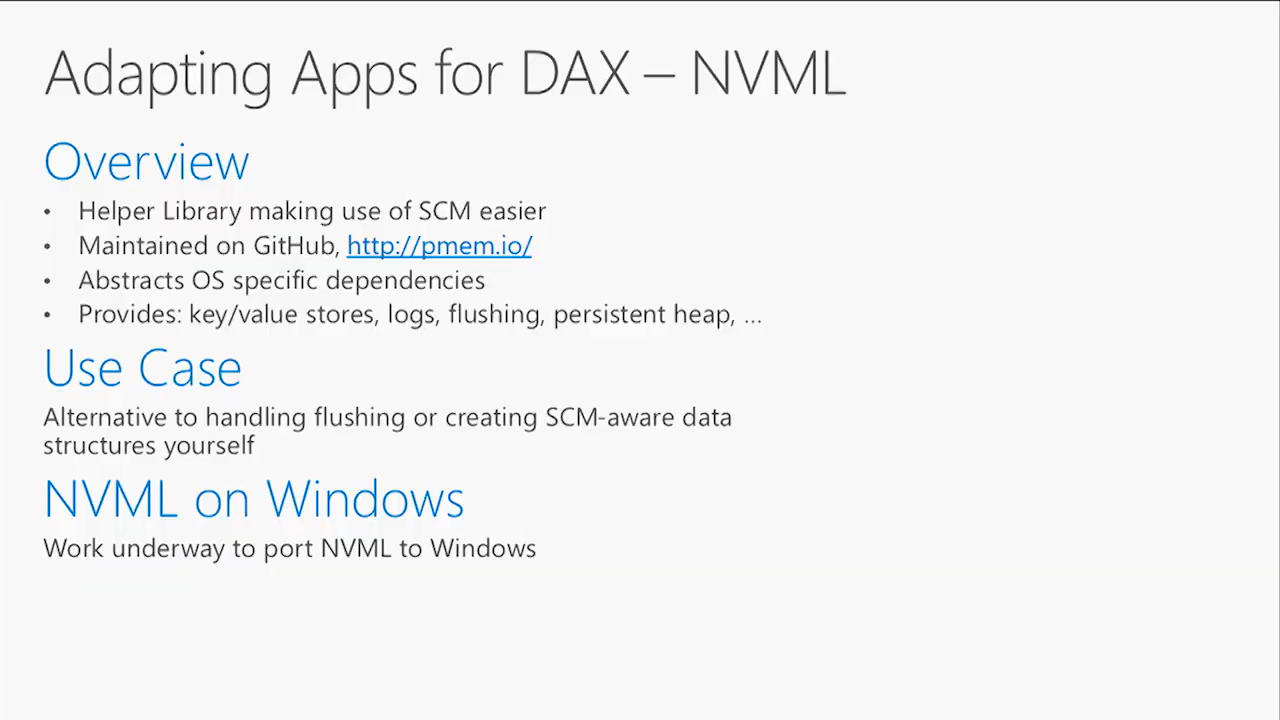 Adapting Apps for DAX – NVML
Overview
• Helper Library making use of SCM easier
• Maintained on GitHub, http://pmem.io/
• Abstracts OS specific dependencies
• Provides: key/value stores, logs, flushing, persistent heap, …
Use Case
Alternative to handling flushing or creating SCM-aware data
structures yourself
NVML on Windows
Work underway to port NVML to Windows